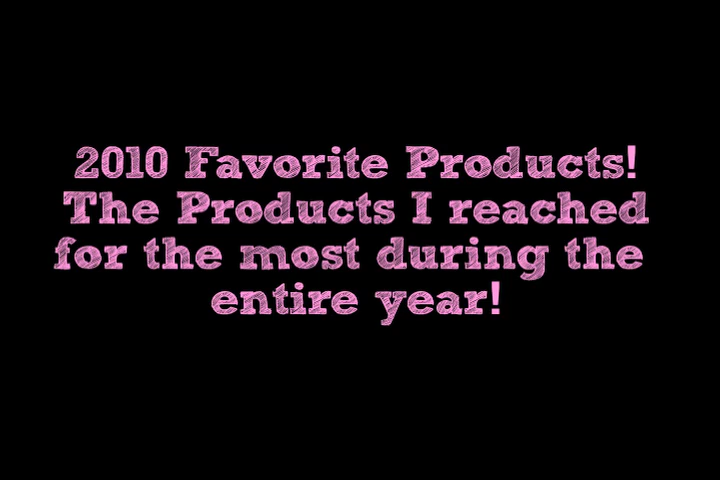 2010 Favorite Products!
The Products I reached
for the most during the
entire year!